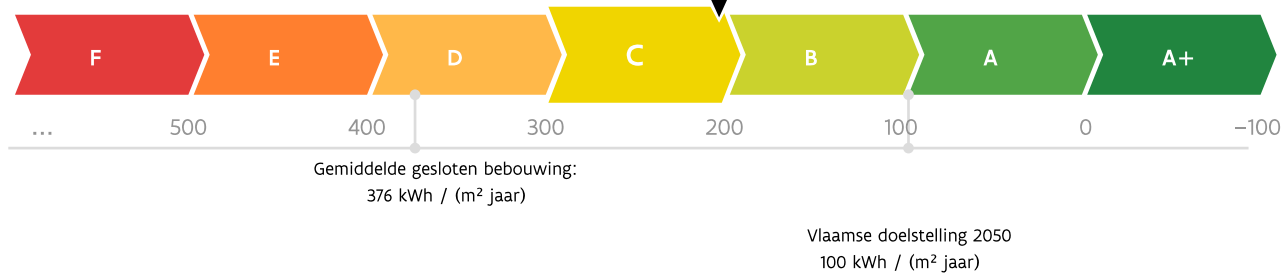 F E D C B A A+
... 500 400 300 200 100 0 −100
Gemiddelde gesloten bebouwing:
376 kWh / (m² jaar)
Vlaamse doelstelling 2050
100 kWh / (m² jaar)